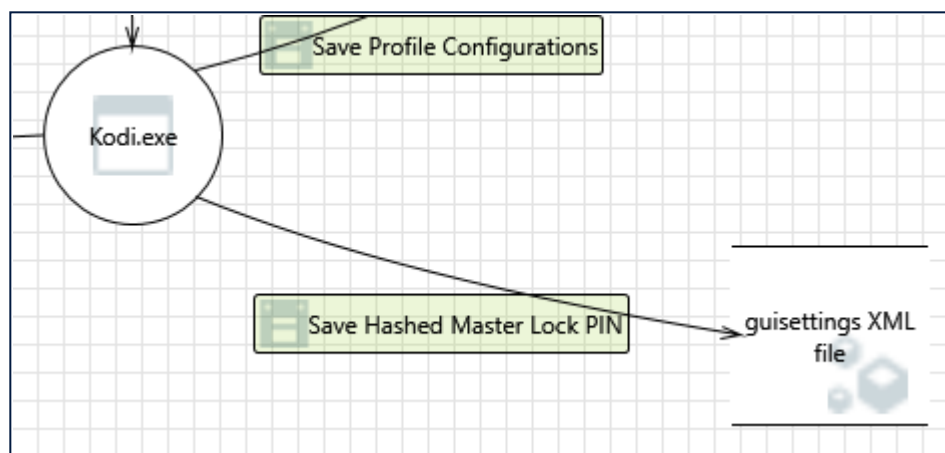 Save Profile Configurations
Kodi.exe
Save Hashed Master Lock PIN
guisettings XML
file